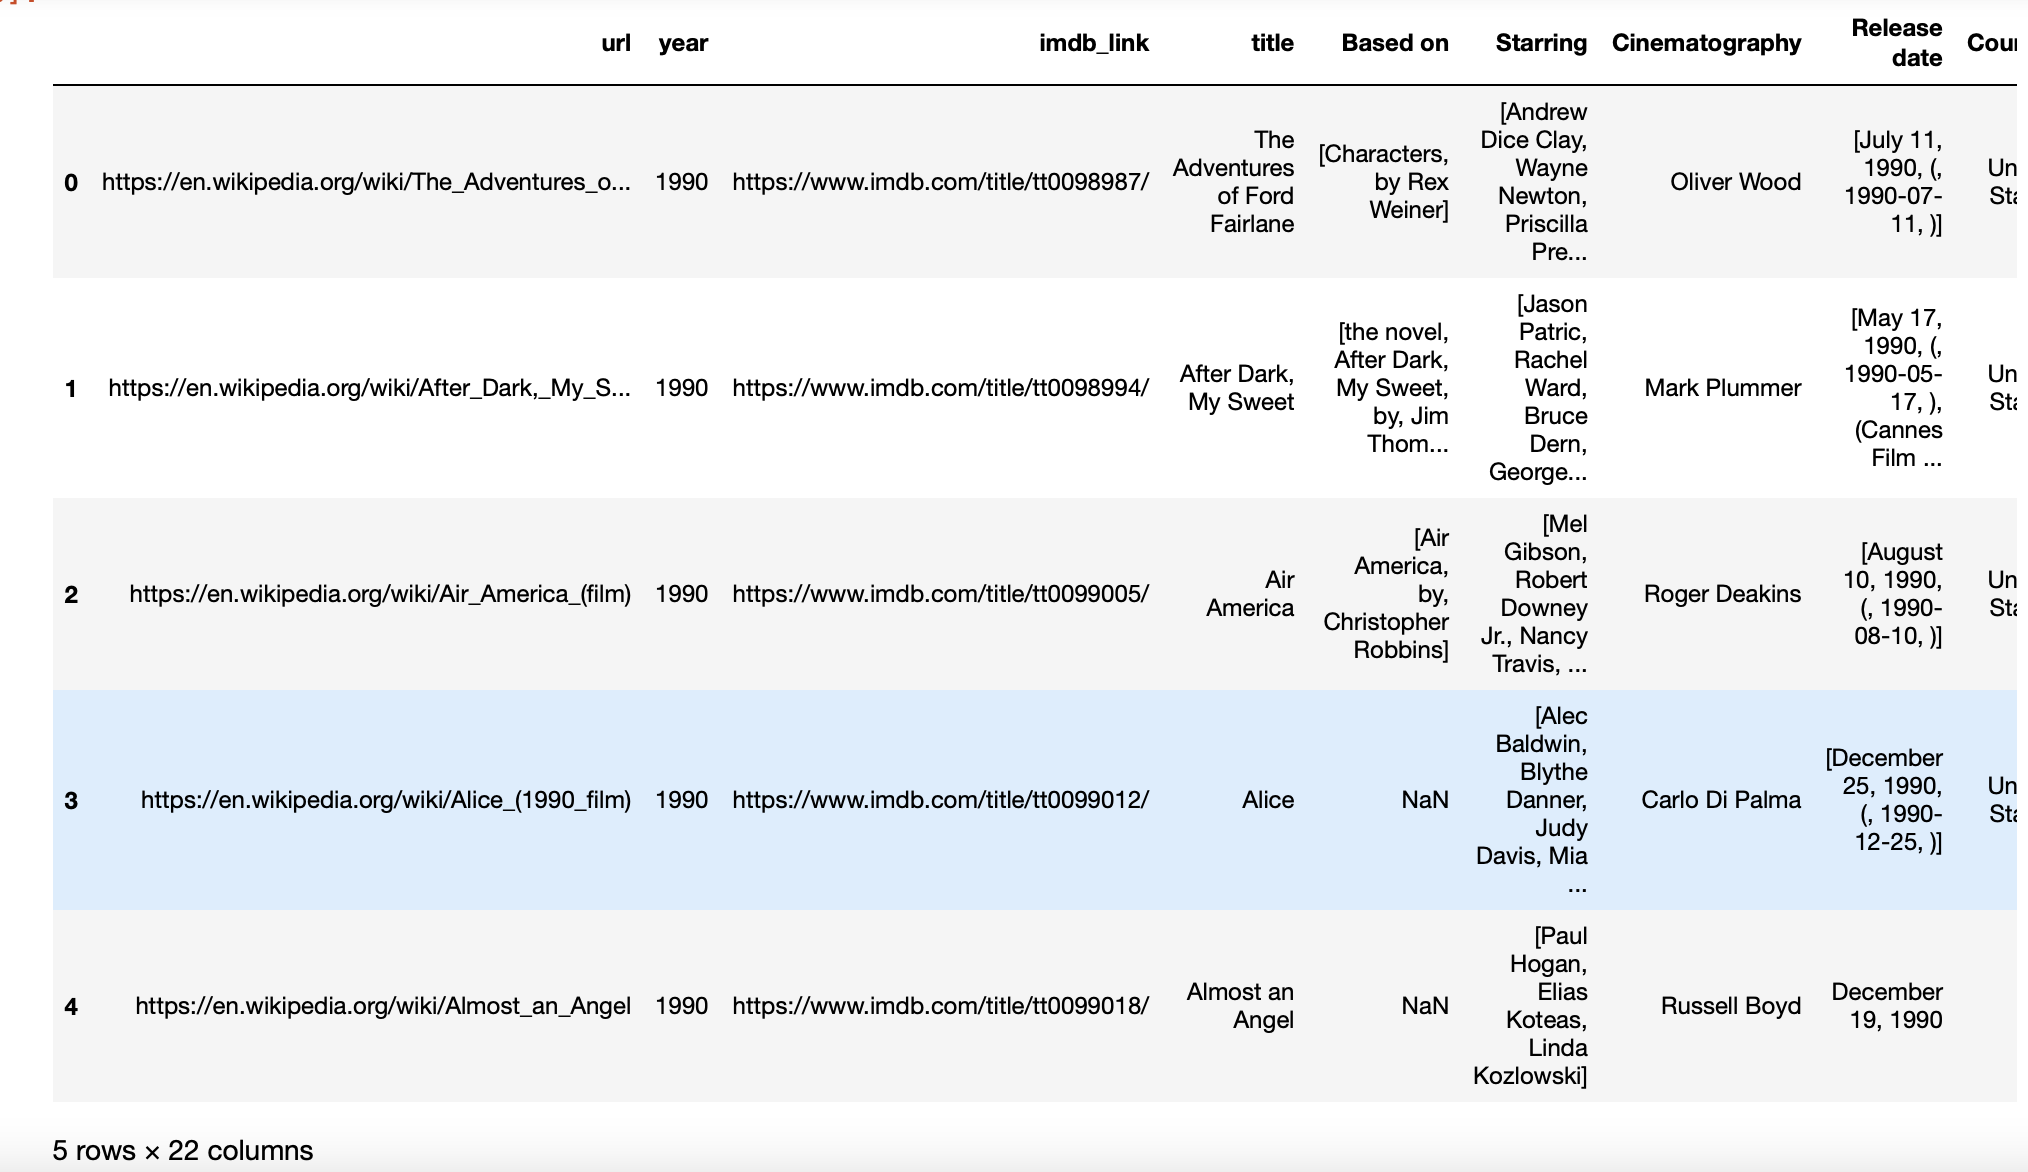 url year imdb_link title Based on Starring Cinematography Release date
0 https://en.wikipedia.org/wiki/The_Adventures_o... 1990 https://www.imdb.com/title/tt0098987/ The Adventures of Ford Fairlane [Characters, by Rex Weiner] [Andrew Dice Clay, Wayne Newton, Priscilla Pre... Oliver Wood [July 11, 1990, (, 1990-07-11, )]
1 https://en.wikipedia.org/wiki/After_Dark,_My_S... 1990 https://www.imdb.com/title/tt0098994/ After Dark, My Sweet [the novel, After Dark, My Sweet, by, Jim Thom... [Jason Patric, Rachel Ward, Bruce Dern, George... Mark Plummer [May 17, 1990, (, 1990-05-17, ), (Cannes Film ...
2 https://en.wikipedia.org/wiki/Air_America_(film) 1990 https://www.imdb.com/title/tt0099005/ Air America [Air America, by, Christopher Robbins] [Mel Gibson, Robert Downey Jr., Nancy Travis, ... Roger Deakins [August 10, 1990, (, 1990-08-10, )]
3 https://en.wikipedia.org/wiki/Alice_(1990_film) 1990 https://www.imdb.com/title/tt0099012/ Alice NaN [Alec Baldwin, Blythe Danner, Judy Davis, Mia ... Carlo Di Palma [December 25, 1990, (, 1990-12-25, )]
4 https://en.wikipedia.org/wiki/Almost_an_Angel 1990 https://www.imdb.com/title/tt0099018/ Almost an Angel NaN [Paul Hogan, Elias Koteas, Linda Kozlowski] Russell Boyd December 19, 1990
5 rows × 22 columns